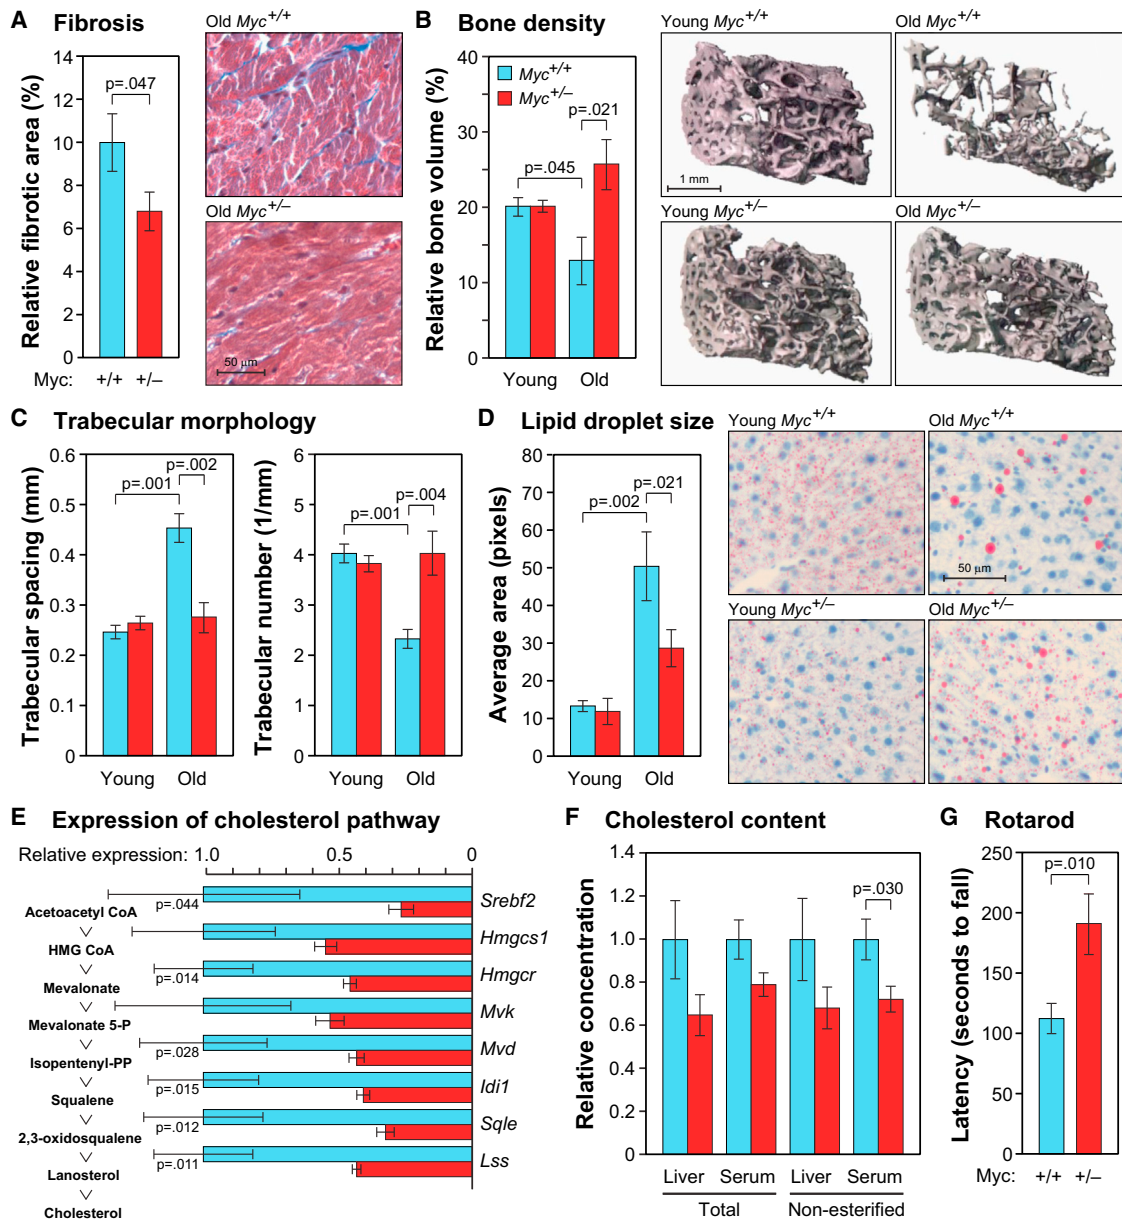 A Fibrosis
Relative fibrotic area (%)
14
12
10
8
6
4
2
0
p=.047
Myc: +/+ +/–
Old Myc+/+
Old Myc+/–
50 μm
B Bone density
Relative bone volume (%)
40
30
20
10
0
Myc+/+
Myc+/–
p=.021
p=.045
Young Old
Young Myc+/+
Old Myc+/+
1 mm
Young Myc+/–
Old Myc+/–
C Trabecular morphology
Trabecular spacing (mm)
0.6
0.5
0.4
0.3
0.2
0.1
0
p=.002
p=.001
Young Old
Trabecular number (1/mm)
6
5
4
3
2
1
0
p=.004
p=.001
Young Old
D Lipid droplet size
Average area (pixels)
80
70
60
50
40
30
20
10
0
p=.021
p=.002
Young Old
Young Myc+/+
Old Myc+/+
50 μm
Young Myc+/–
Old Myc+/–
E Expression of cholesterol pathway
Relative expression: 1.0 0.5 0
Acetoacetyl CoA
HMG CoA
Mevalonate
Mevalonate 5-P
Isopentenyl-PP
Squalene
2,3-oxidosqualene
Lanosterol
Cholesterol
p=.044
p=.014
p=.028
p=.015
p=.012
p=.011
Srebf2
Hmgcs1
Hmgcr
Mvk
Mvd
Idi1
Sqle
Lss
F Cholesterol content
Relative concentration
1.4
1.2
1.0
0.8
0.6
0.4
0.2
0
p=.030
Liver Serum Liver Serum
Total Non-esterified
G Rotarod
Latency (seconds to fall)
250
200
150
100
50
0
p=.010
Myc: +/+ +/–